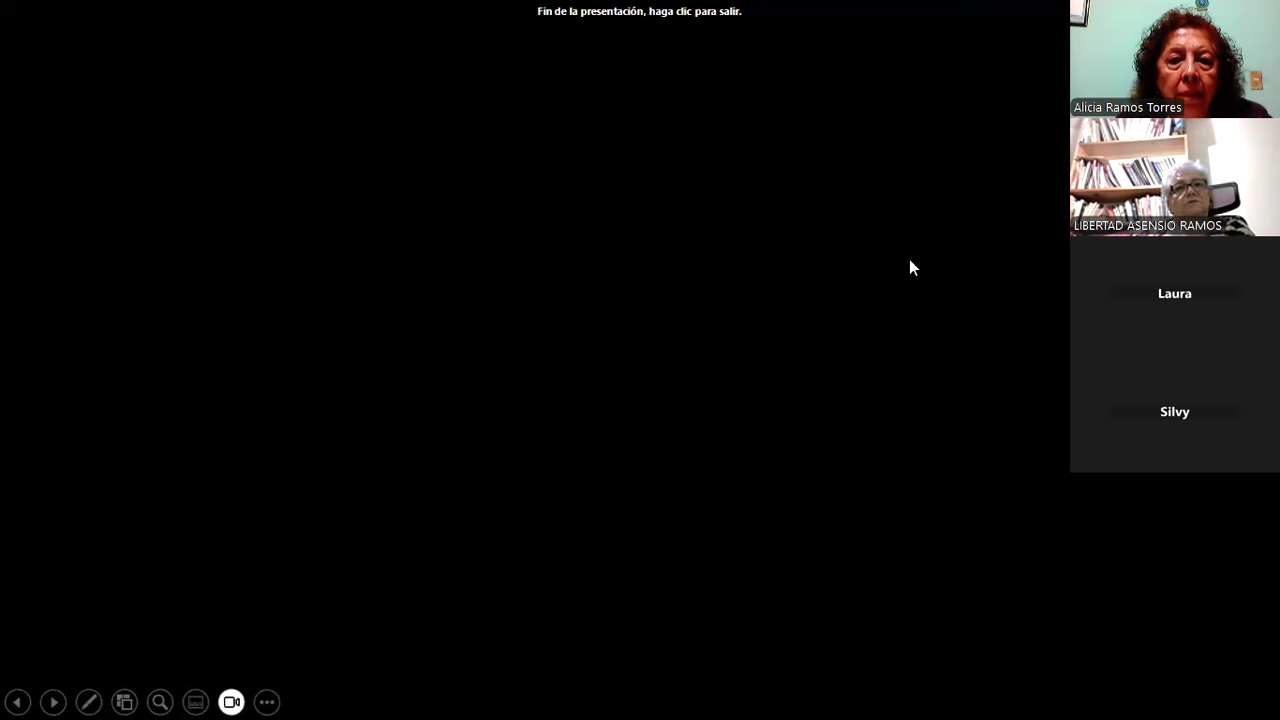 Fin de la presentación, haga clic para salir.
Alicia Ramos Torres
LIBERTAD ASENSIO RAMOS
Laura
Silvy